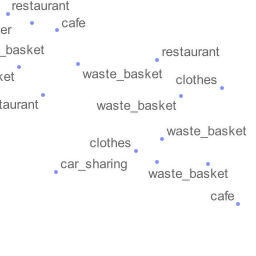 restaurant
cafe
er
_basket
restaurant
waste_basket
ket
clothes
taurant
waste_basket
waste_basket
clothes
car_sharing
waste_basket
cafe